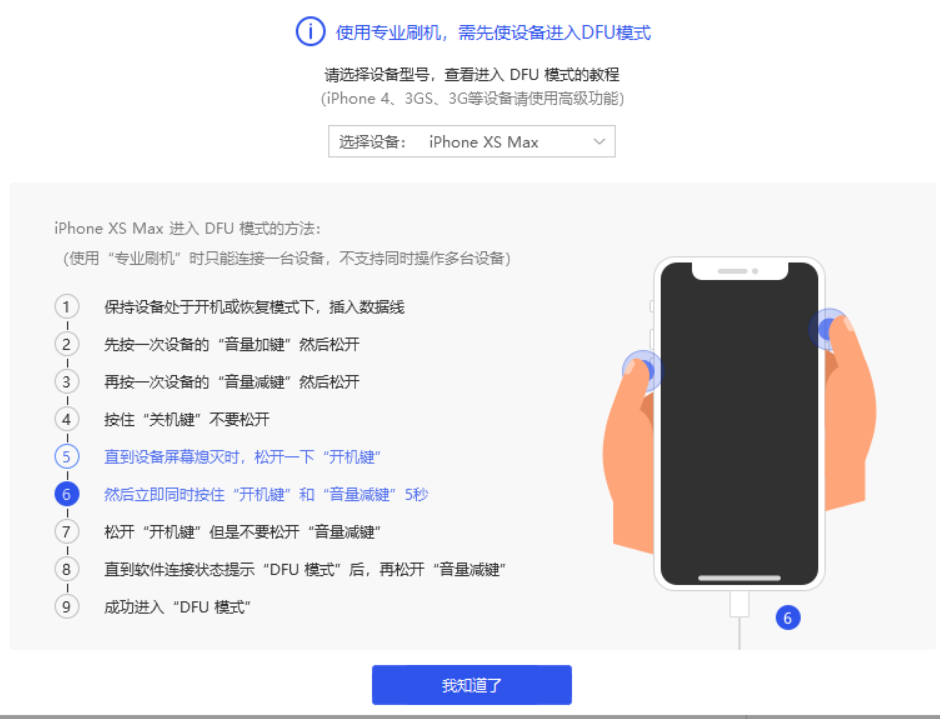 使用专业刷机，需先使设备进入DFU模式
请选择设备型号，查看进入 DFU 模式的教程
(iPhone 4、3GS、3G等设备请使用高级功能)
选择设备： iPhone XS Max
iPhone XS Max 进入 DFU 模式的方法：
（使用“专业刷机”时只能连接一台设备，不支持同时操作多台设备）
1 保持设备处于开机或恢复模式下，插入数据线
2 先按一次设备的“音量加键”然后松开
3 再按一次设备的“音量减键”然后松开
4 按住“关机键”不要松开
5 直到设备屏幕熄灭时，松开一下“开机键”
6 然后立即同时按住“开机键”和“音量减键”5秒
7 松开“开机键”但是不要松开“音量减键”
8 直到软件连接状态提示“DFU 模式”后，再松开“音量减键”
9 成功进入“DFU 模式”
6
我知道了